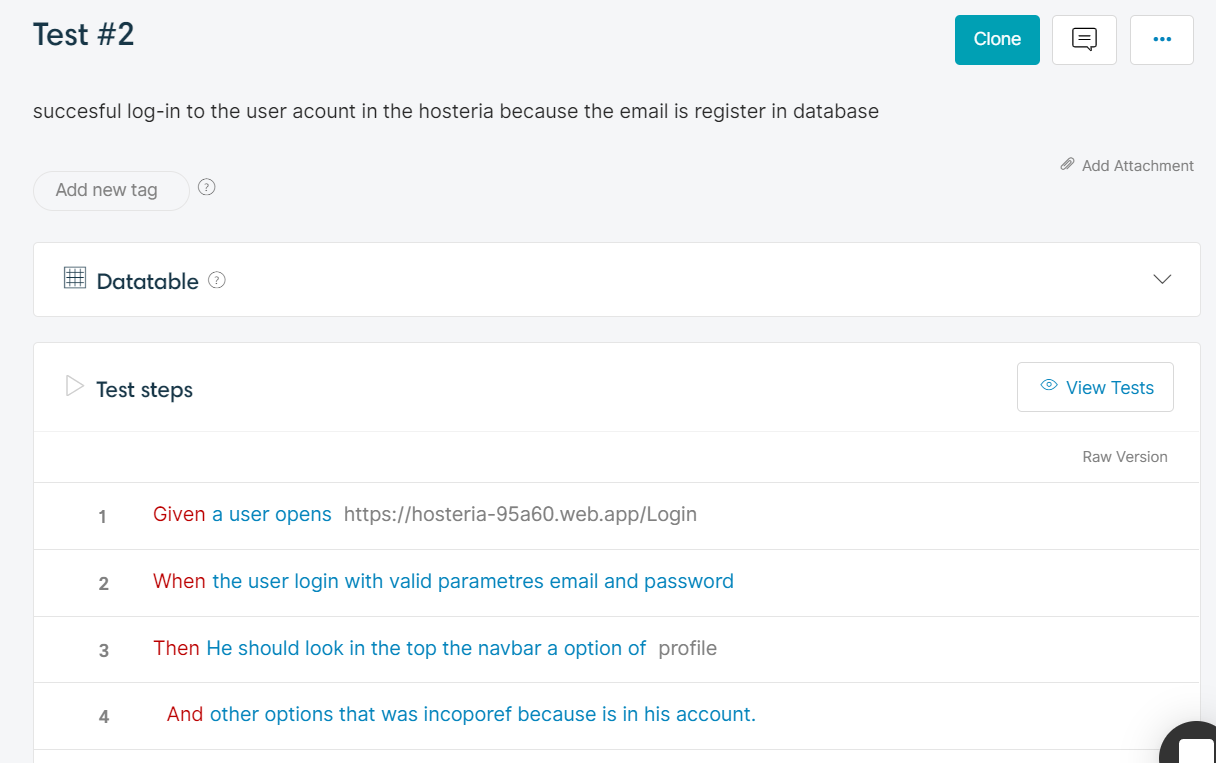 Test #2
Clone
succesful log-in to the user acount in the hosteria because the email is register in database
Add Attachment
Add new tag
?
Datatable ?
Test steps
View Tests
Raw Version
1 Given a user opens https://hosteria-95a60.web.app/Login
2 When the user login with valid parametres email and password
3 Then He should look in the top the navbar a option of profile
4 And other options that was incoporef because is in his account.